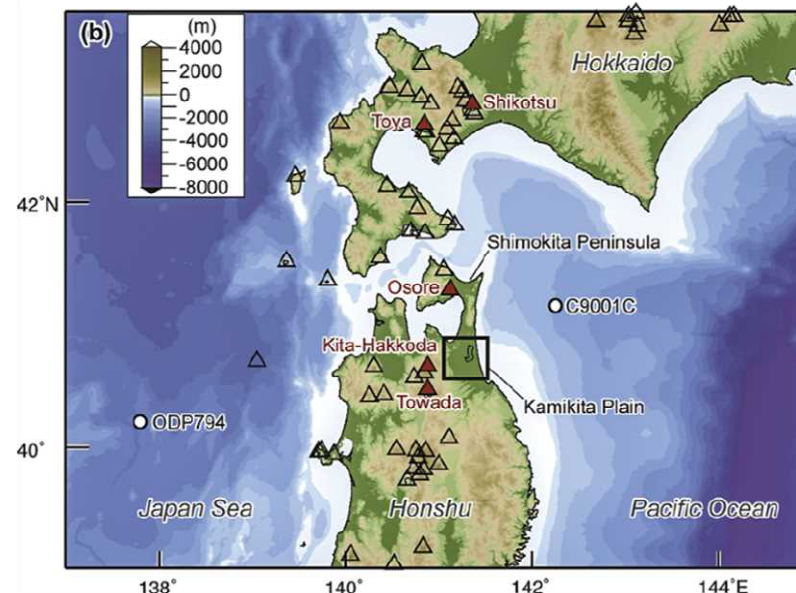 (b)
(m)
4000
2000
0
-2000
-4000
-6000
-8000
Hokkaido
Shikotsu
Toya
42°N
Shimokita Peninsula
Osore
C9001C
Kita-Hakkoda
Towada
Kamikita Plain
ODP794
40°
Japan Sea
Honshu
Pacific Ocean
138°
140°
142°
144°E